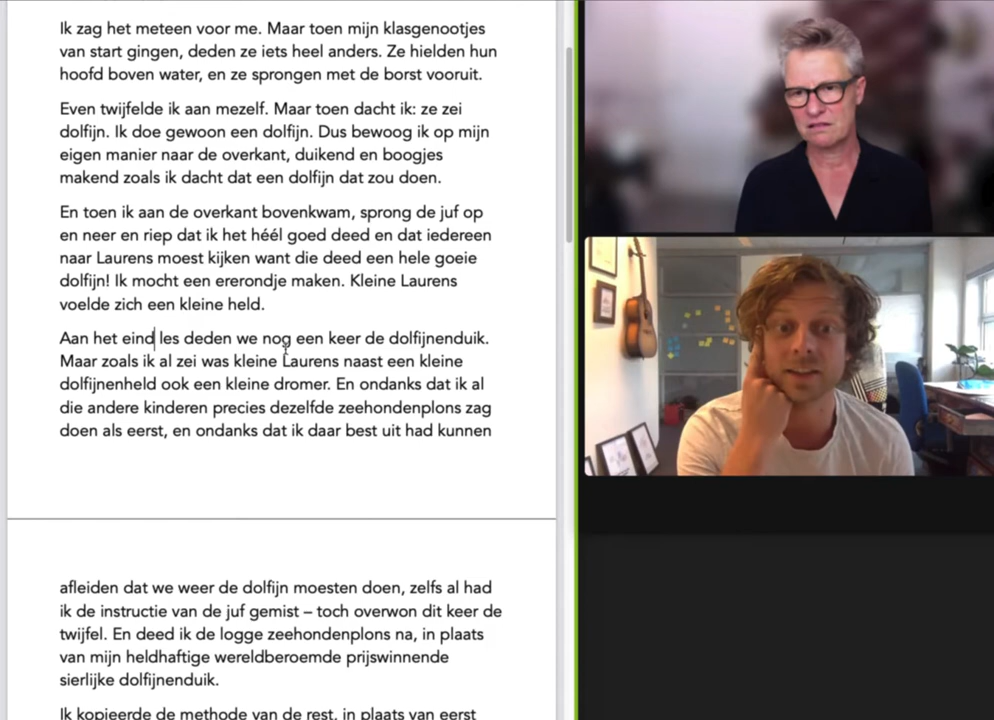 Ik zag het meteen voor me. Maar toen mijn klasgenootjes
van start gingen, deden ze iets heel anders. Ze hielden hun
hoofd boven water, en ze sprongen met de borst vooruit.
Even twijfelde ik aan mezelf. Maar toen dacht ik: ze zei
dolfijn. Ik doe gewoon een dolfijn. Dus bewoog ik op mijn
eigen manier naar de overkant, duikend en boogjes
makend zoals ik dacht dat een dolfijn dat zou doen.
En toen ik aan de overkant bovenkwam, sprong de juf op
en neer en riep dat ik het héél goed deed en dat iedereen
naar Laurens moest kijken want die deed een hele goeie
dolfijn! Ik mocht een ererondje maken. Kleine Laurens
voelde zich een kleine held.
Aan het eind les deden we nog een keer de dolfijnenduik.
Maar zoals ik al zei was kleine Laurens naast een kleine
dolfijnenheld ook een kleine dromer. En ondanks dat ik al
die andere kinderen precies dezelfde zeehondenplons zag
doen als eerst, en ondanks dat ik daar best uit had kunnen
afleiden dat we weer de dolfijn moesten doen, zelfs al had
ik de instructie van de juf gemist – toch overwon dit keer de
twijfel. En deed ik de logge zeehondenplons na, in plaats
van mijn heldhaftige wereldberoemde prijswinnende
sierlijke dolfijnenduik.
Ik kopieerde de methode van de rest, in plaats van eerst